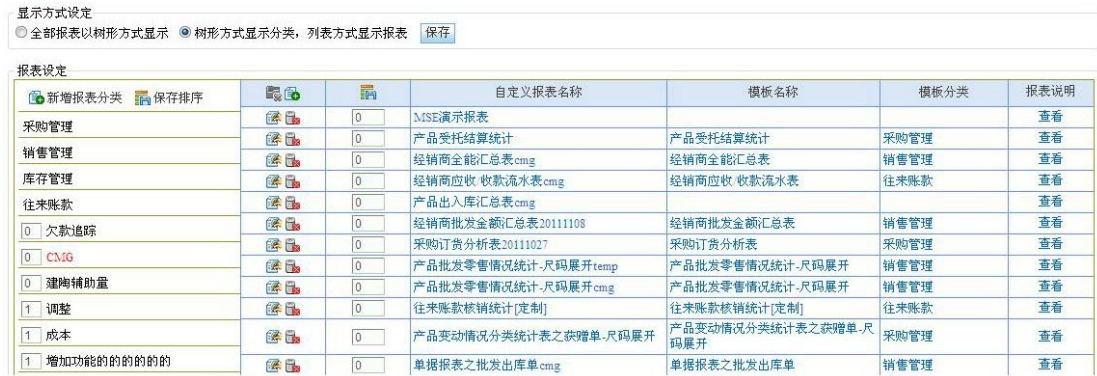 显示方式设定
全部报表以树形方式显示 树形方式显示分类，列表方式显示报表 保存
报表设定
新增报表分类 保存排序
采购管理
销售管理
库存管理
往来账款
0 欠款追踪
0 CMG
0 建陶辅助量
1 调整
1 成本
1 增加功能的的的的的的
自定义报表名称 模板名称 模板分类 报表说明
0 MSE演示报表 查看
0 产品受托结算统计 产品受托结算统计 采购管理 查看
0 经销商全能汇总表cmg 经销商全能汇总表 销售管理 查看
0 经销商应收/收款流水表cmg 经销商应收/收款流水表 往来账款 查看
0 产品出入库汇总表cmg 查看
0 经销商批发金额汇总表20111108 经销商批发金额汇总表 销售管理 查看
0 采购订货分析表20111027 采购订货分析表 采购管理 查看
0 产品批发零售情况统计-尺码展开temp 产品批发零售情况统计-尺码展开 销售管理 查看
0 产品批发零售情况统计-尺码展开cmg 产品批发零售情况统计-尺码展开 销售管理 查看
0 往来账款核销统计[定制] 往来账款核销统计[定制] 往来账款 查看
0 产品变动情况分类统计表之获赠单-尺码展开 产品变动情况分类统计表之获赠单-尺 采购管理 查看
码展开
0 单据报表之批发出库单cmg 单据报表之批发出库单 销售管理 查看